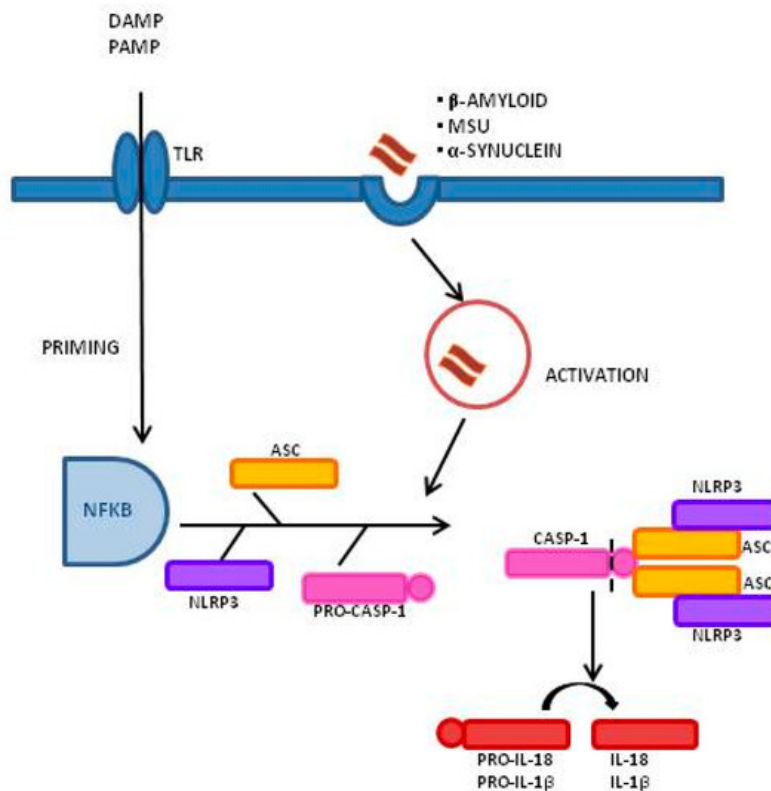 DAMP
PAMP
TLR
▪ β-AMYLOID
▪ MSU
▪ α-SYNUCLEIN
PRIMING
ACTIVATION
ASC
NFKB
NLRP3
PRO-CASP-1
NLRP3
CASP-1
ASC
ASC
NLRP3
PRO-IL-18
PRO-IL-1β
IL-18
IL-1β